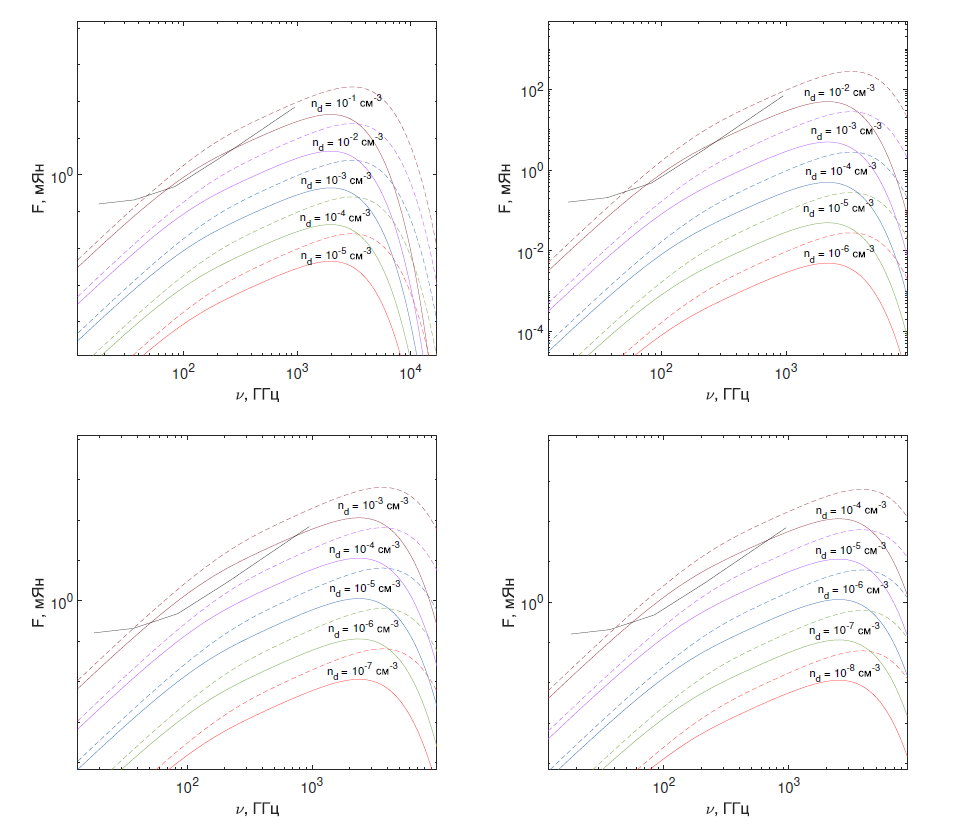 n_d = 10^-1 см^-3
n_d = 10^-2 см^-3
n_d = 10^-3 см^-3
n_d = 10^-4 см^-3
n_d = 10^-5 см^-3
10^0
F, мЯн
10^2
10^3
10^4
ν, ГГц
n_d = 10^-2 см^-3
n_d = 10^-3 см^-3
n_d = 10^-4 см^-3
n_d = 10^-5 см^-3
n_d = 10^-6 см^-3
10^2
10^0
10^-2
10^-4
F, мЯн
10^2
10^3
ν, ГГц
n_d = 10^-3 см^-3
n_d = 10^-4 см^-3
n_d = 10^-5 см^-3
n_d = 10^-6 см^-3
n_d = 10^-7 см^-3
10^0
F, мЯн
10^2
10^3
ν, ГГц
n_d = 10^-4 см^-3
n_d = 10^-5 см^-3
n_d = 10^-6 см^-3
n_d = 10^-7 см^-3
n_d = 10^-8 см^-3
10^0
F, мЯн
10^2
10^3
ν, ГГц